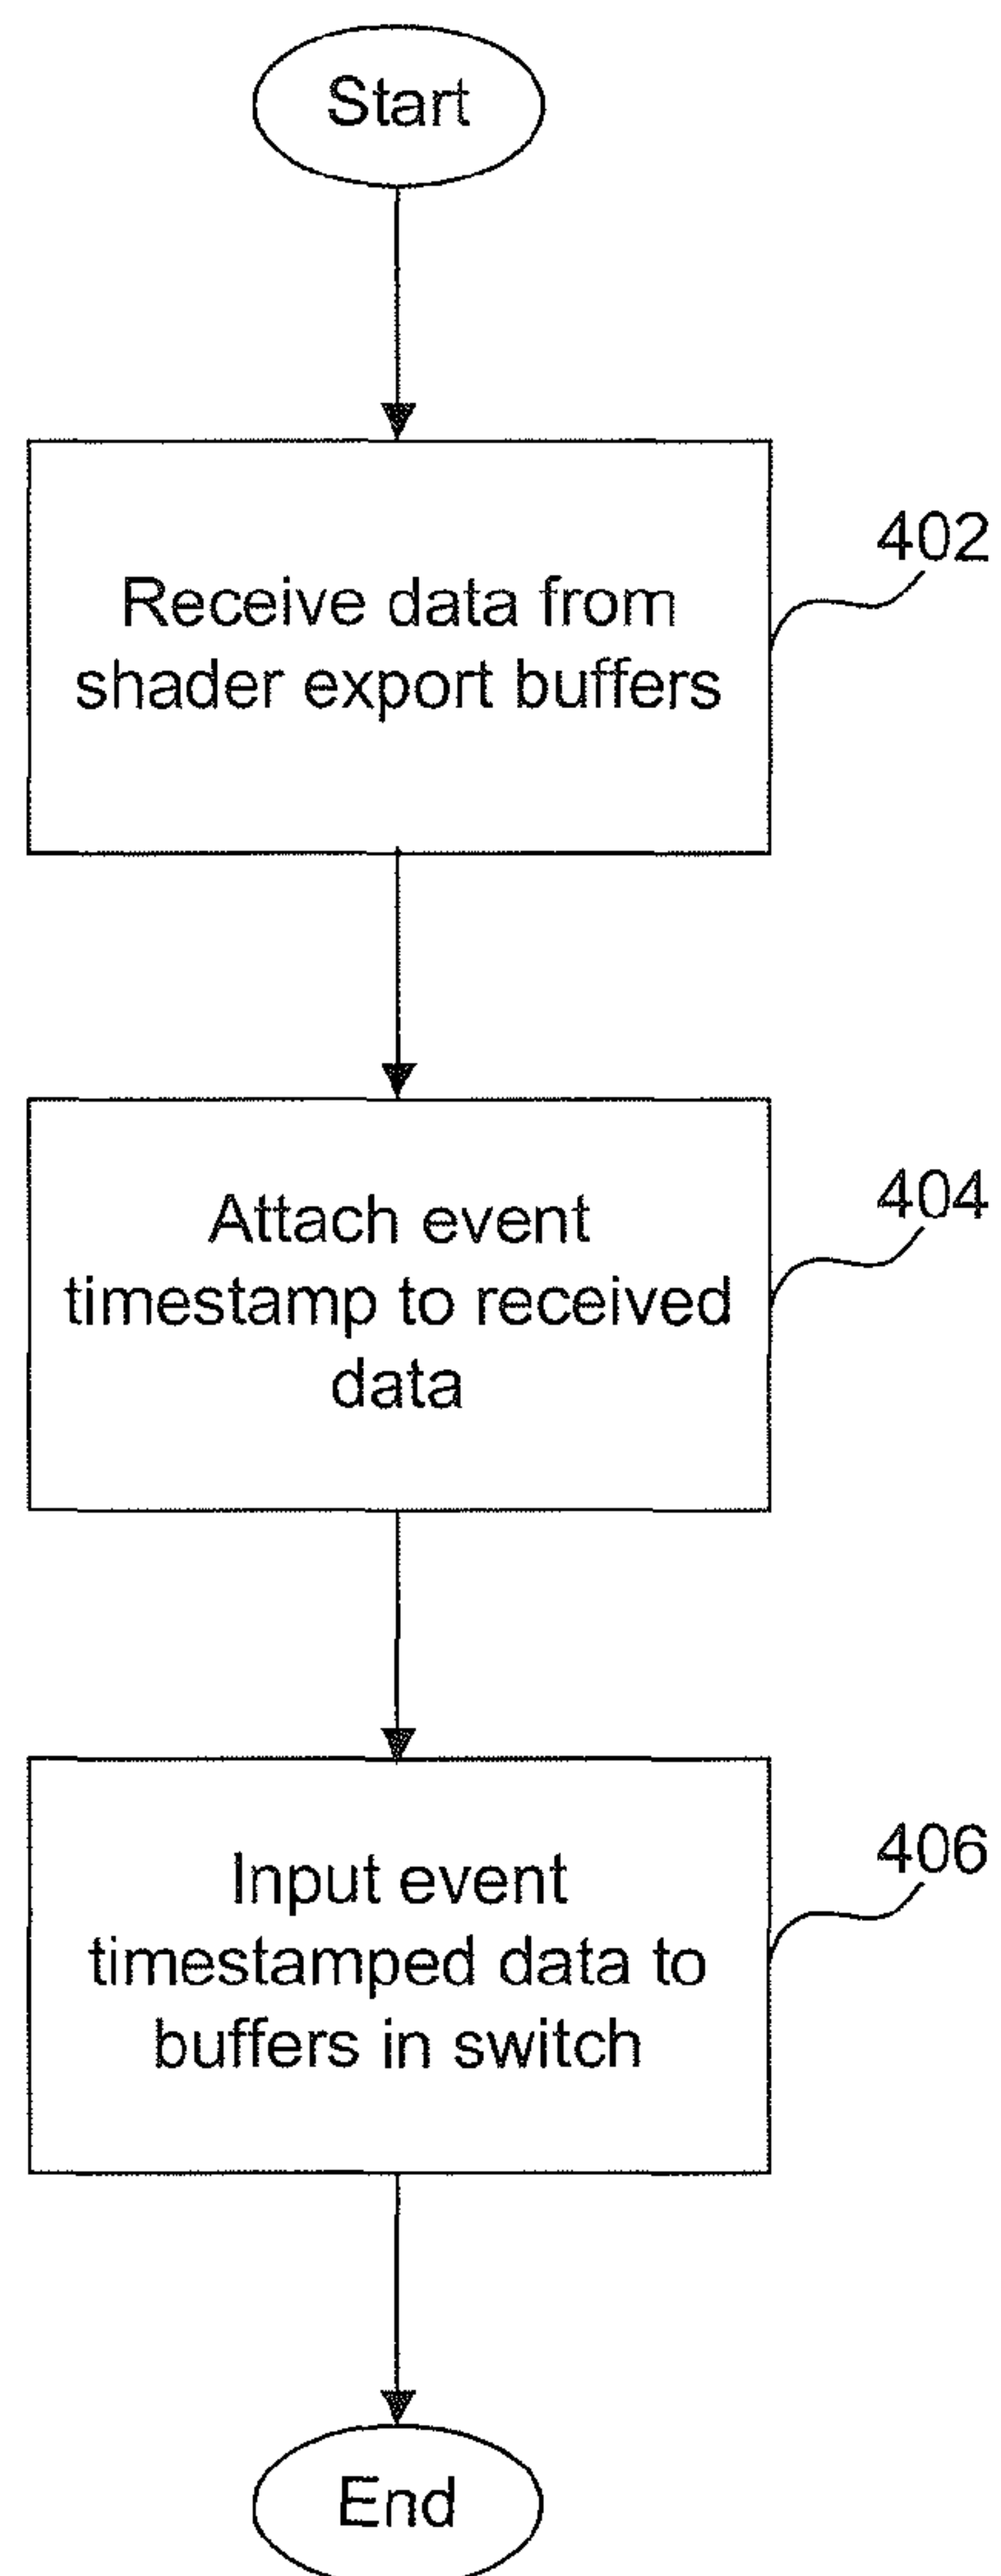 Start
402
Receive data from
shader export buffers
404
Attach event
timestamp to received
data
406
Input event
timestamped data to
buffers in switch
End